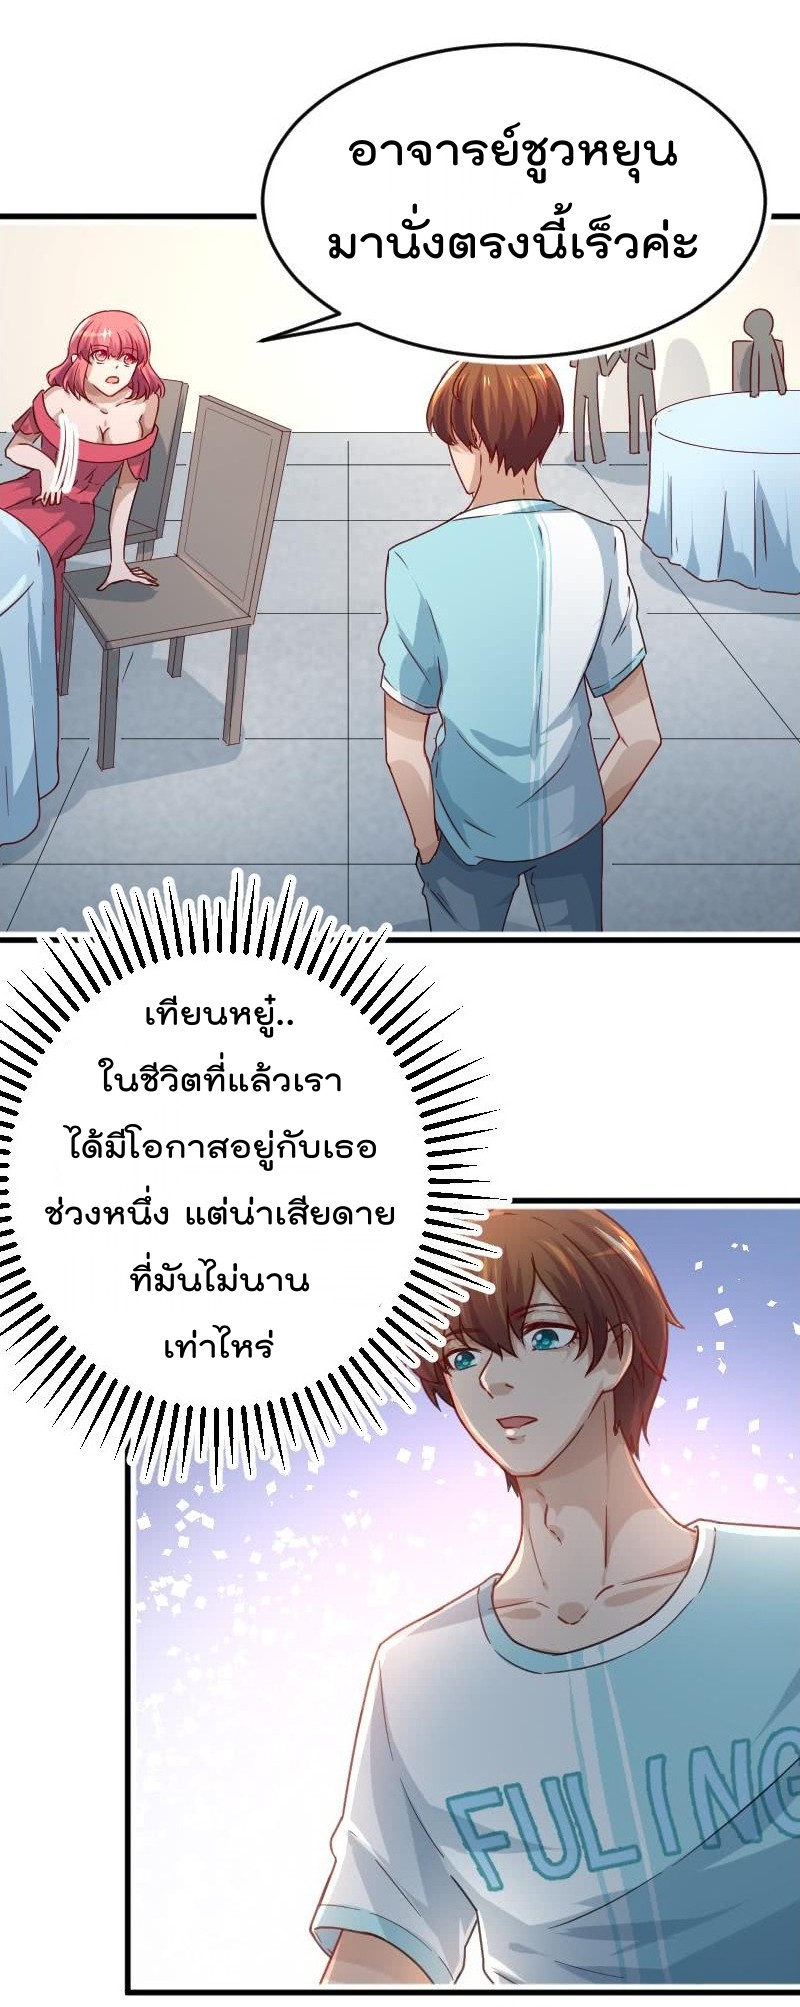 อาจารย์ชูวหยุน
มานั่งตรงนี้เร็วค่ะ
เทียนหยู๋..
ในชีวิตที่แล้วเรา
ได้มีโอกาสอยู่กับเธอ
ช่วงหนึ่ง แต่น่าเสียดาย
ที่มันไม่นาน
เท่าไหร่
FULING